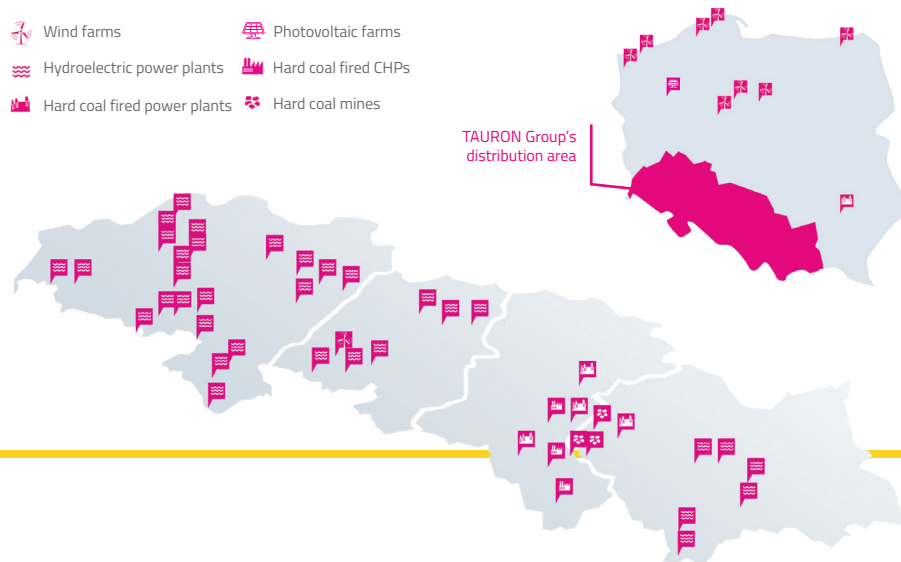 Wind farms
Photovoltaic farms
Hydroelectric power plants
Hard coal fired CHPs
Hard coal fired power plants
Hard coal mines
TAURON Group's
distribution area